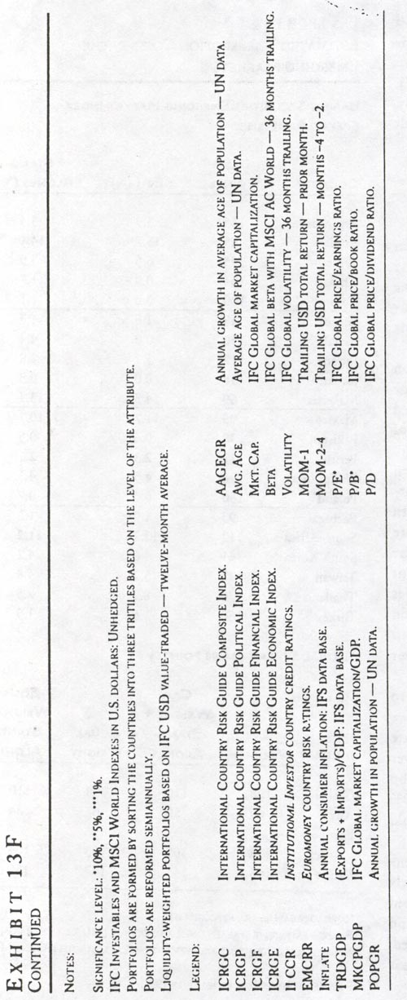 EXHIBIT 13F
CONTINUED
NOTES:
SIGNIFICANCE LEVEL: *10%, **5%, ***1%.
IFC INVESTABLES AND MSCI WORLD INDEXES IN U.S. DOLLARS: UNHEDGED.
PORTFOLIOS ARE FORMED BY SORTING THE COUNTRIES INTO THREE TRITILES BASED ON THE LEVEL OF THE ATTRIBUTE.
PORTFOLIOS ARE REFORMED SEMIANNUALLY.
LIQUIDITY-WEIGHTED PORTFOLIOS BASED ON IFC USD VALUE-TRADED — TWELVE-MONTH AVERAGE.
LEGEND:
ICRGC INTERNATIONAL COUNTRY RISK GUIDE COMPOSITE INDEX. AAGEGR ANNUAL GROWTH IN AVERAGE AGE OF POPULATION — UN DATA.
ICRGP INTERNATIONAL COUNTRY RISK GUIDE POLITICAL INDEX. AVG. AGE AVERAGE AGE OF POPULATION — UN DATA.
ICRGF INTERNATIONAL COUNTRY RISK GUIDE FINANCIAL INDEX. MKT. CAP. IFC GLOBAL MARKET CAPITALIZATION.
ICRGE INTERNATIONAL COUNTRY RISK GUIDE ECONOMIC INDEX. BETA IFC GLOBAL BETA WITH MSCI AC WORLD — 36 MONTHS TRAILING.
II CCR INSTITUTIONAL INVESTOR COUNTRY CREDIT RATINGS. VOLATILITY IFC GLOBAL VOLATILITY — 36 MONTHS TRAILING.
EMCRR EUROMONEY COUNTRY RISK RATINGS. MOM-1 TRAILING USD TOTAL RETURN — PRIOR MONTH.
INFLATE ANNUAL CONSUMER INFLATION: IFS DATA BASE. MOM-2-4 TRAILING USD TOTAL RETURN — MONTHS –4 TO –2.
TRDGDP (EXPORTS + IMPORTS)/GDP: IFS DATA BASE. P/E* IFC GLOBAL PRICE/EARNINGS RATIO.
MKCPGDP IFC GLOBAL MARKET CAPITALIZATION/GDP. P/B* IFC GLOBAL PRICE/BOOK RATIO.
POPGR ANNUAL GROWTH IN POPULATION — UN DATA. P/D IFC GLOBAL PRICE/DIVIDEND RATIO.